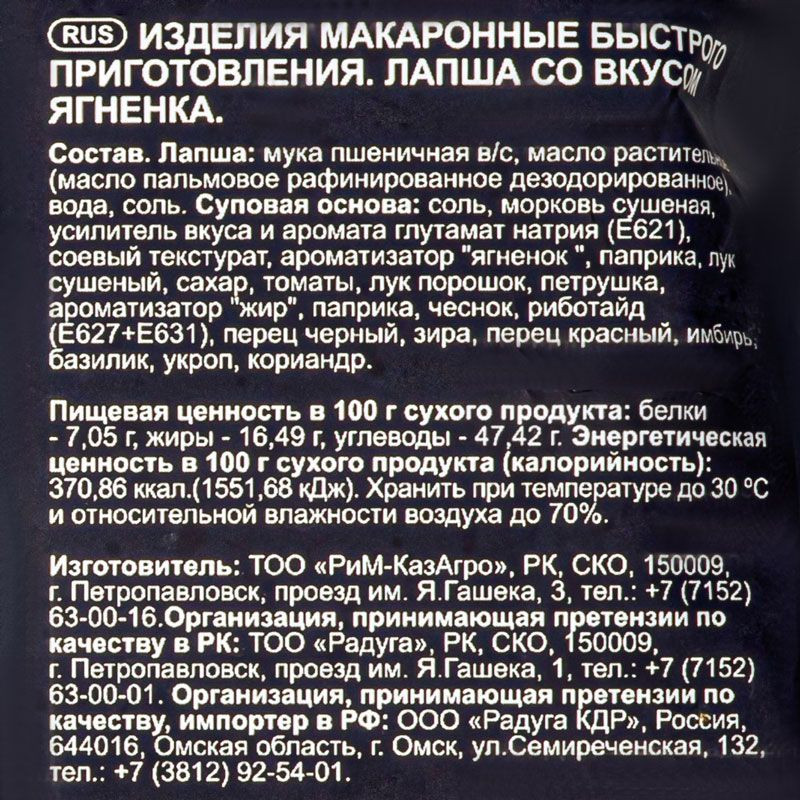 RUS ИЗДЕЛИЯ МАКАРОННЫЕ БЫСТРОГО
ПРИГОТОВЛЕНИЯ. ЛАПША СО ВКУСОМ
ЯГНЕНКА.
Состав. Лапша: мука пшеничная в/с, масло растительное
(масло пальмовое рафинированное дезодорированное),
вода, соль. Суповая основа: соль, морковь сушеная,
усилитель вкуса и аромата глутамат натрия (Е621),
соевый текстурат, ароматизатор "ягненок ", паприка, лук
сушеный, сахар, томаты, лук порошок, петрушка,
ароматизатор "жир", паприка, чеснок, риботайд
(Е627+Е631), перец черный, зира, перец красный, имбирь,
базилик, укроп, кориандр.
Пищевая ценность в 100 г сухого продукта: белки
- 7,05 г, жиры - 16,49 г, углеводы - 47,42 г. Энергетическая
ценность в 100 г сухого продукта (калорийность):
370,86 ккал.(1551,68 кДж). Хранить при температуре до 30 ºС
и относительной влажности воздуха до 70%.
Изготовитель: ТОО «РиМ-КазАгро», РК, СКО, 150009,
г. Петропавловск, проезд им. Я.Гашека, 3, тел.: +7 (7152)
63-00-16.Организация, принимающая претензии по
качеству в РК: ТОО «Радуга», РК, СКО, 150009,
г. Петропавловск, проезд им. Я.Гашека, 1, тел.: +7 (7152)
63-00-01. Организация, принимающая претензии по
качеству, импортер в РФ: ООО «Радуга КДР», Россия,
644016, Омская область, г. Омск, ул.Семиреченская, 132,
тел.: +7 (3812) 92-54-01.